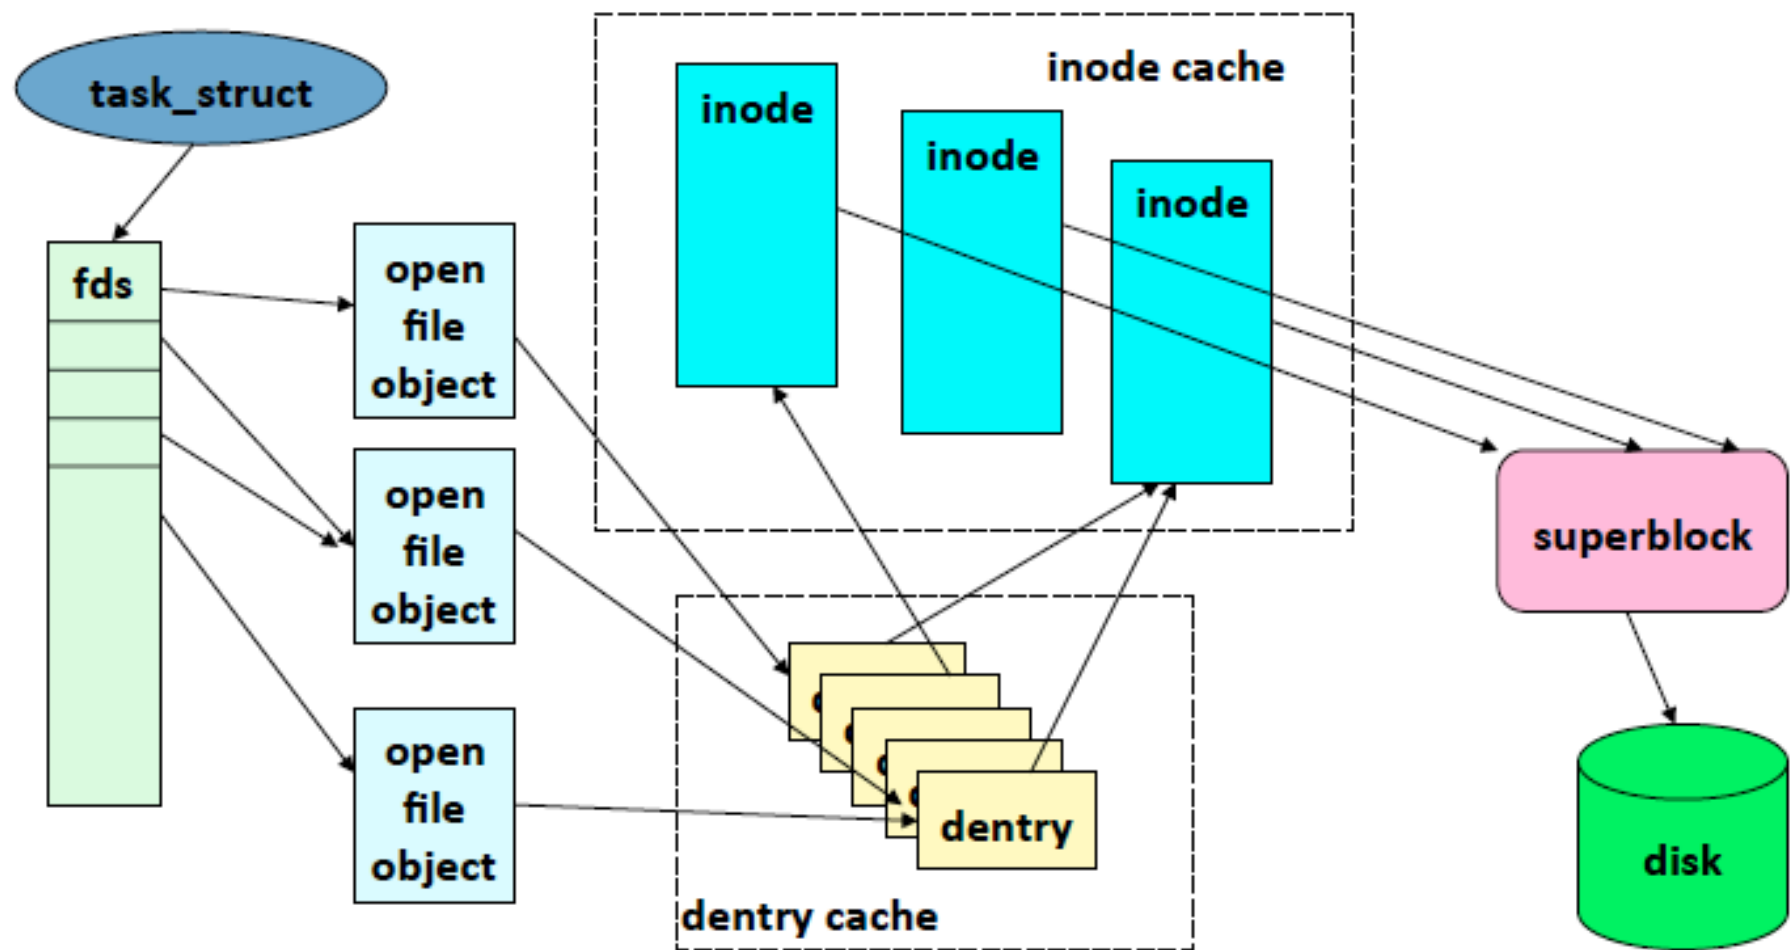 task_struct
fds
open
file
object
open
file
object
open
file
object
inode cache
inode
inode
inode
dentry
dentry cache
superblock
disk